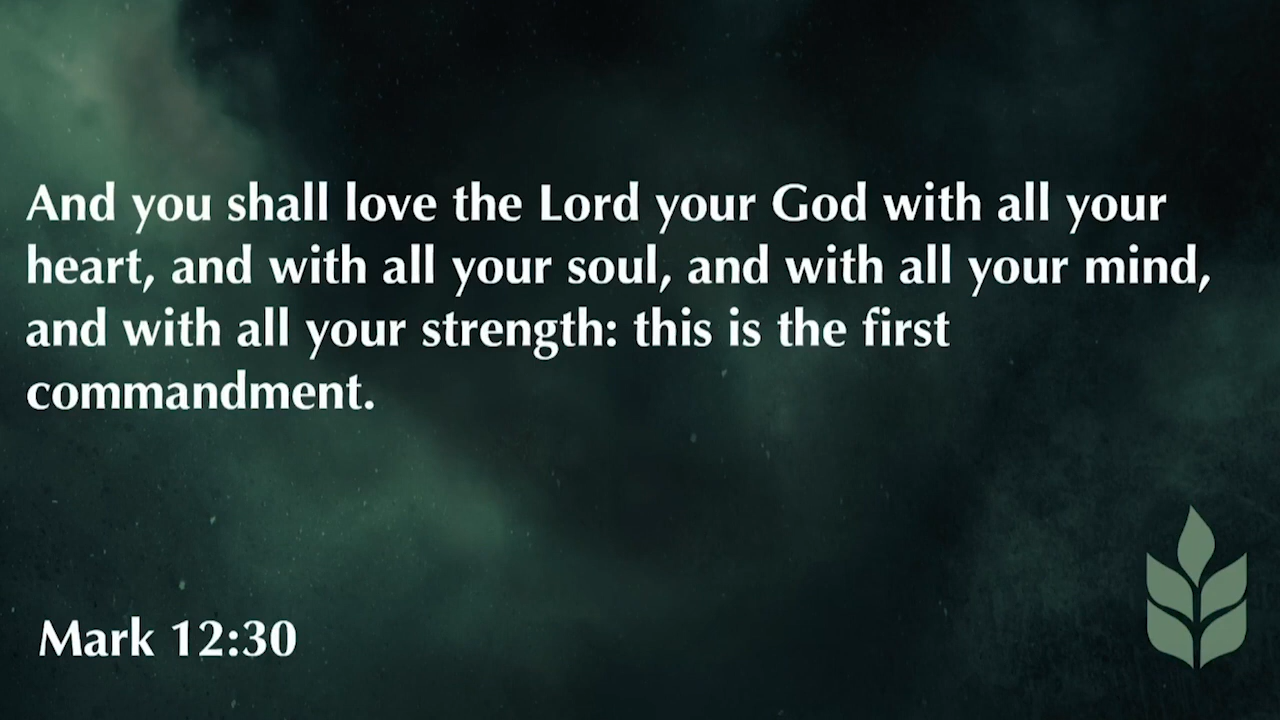 And you shall love the Lord your God with all your
heart, and with all your soul, and with all your mind,
and with all your strength: this is the first
commandment.
Mark 12:30